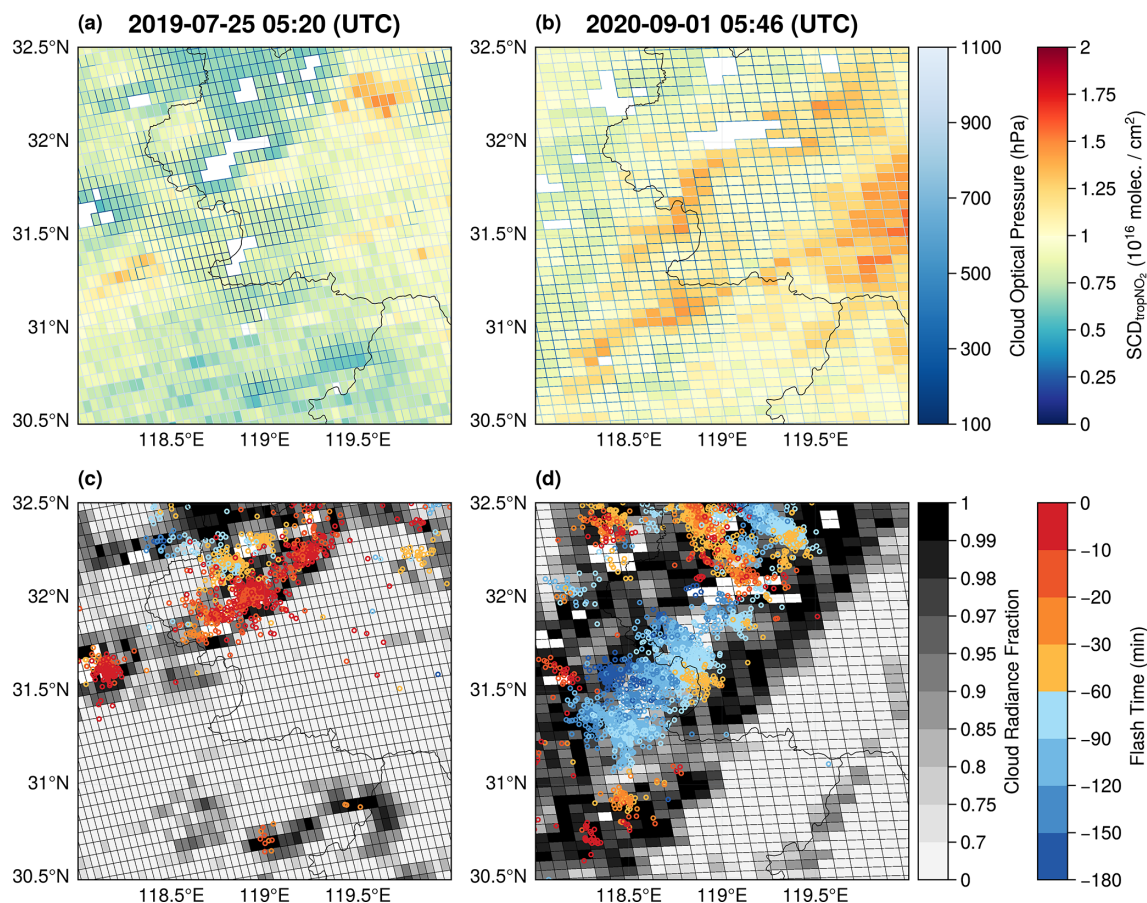 (a) 2019-07-25 05:20 (UTC)
(b) 2020-09-01 05:46 (UTC)
32.5°N
32°N
31.5°N
31°N
30.5°N
118.5°E 119°E 119.5°E
32.5°N
32°N
31.5°N
31°N
30.5°N
118.5°E 119°E 119.5°E
1100
900
700
500
300
100
Cloud Optical Pressure (hPa)
2
1.75
1.5
1.25
1
0.75
0.5
0.25
0
SCDtropNO₂ (10¹⁶ molec. / cm²)
(c)
32.5°N
32°N
31.5°N
31°N
30.5°N
118.5°E 119°E 119.5°E
(d)
32.5°N
32°N
31.5°N
31°N
30.5°N
118.5°E 119°E 119.5°E
1
0.99
0.98
0.97
0.95
0.9
0.85
0.8
0.75
0.7
0
Cloud Radiance Fraction
0
−10
−20
−30
−60
−90
−120
−150
−180
Flash Time (min)